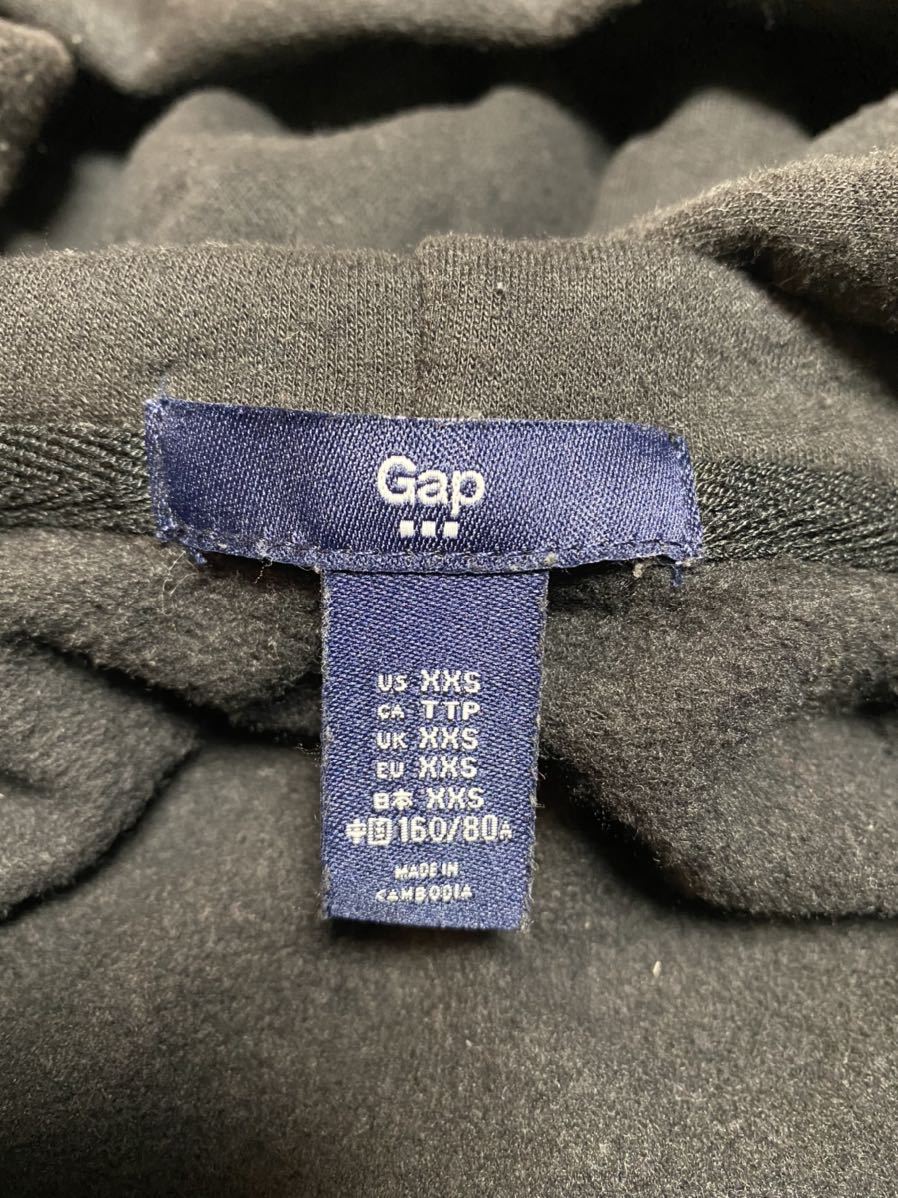 Gap
US XXS
CA TTP
UK XXS
EU XXS
日本 XXS
中国 160/80A
MADE IN
CAMBODIA